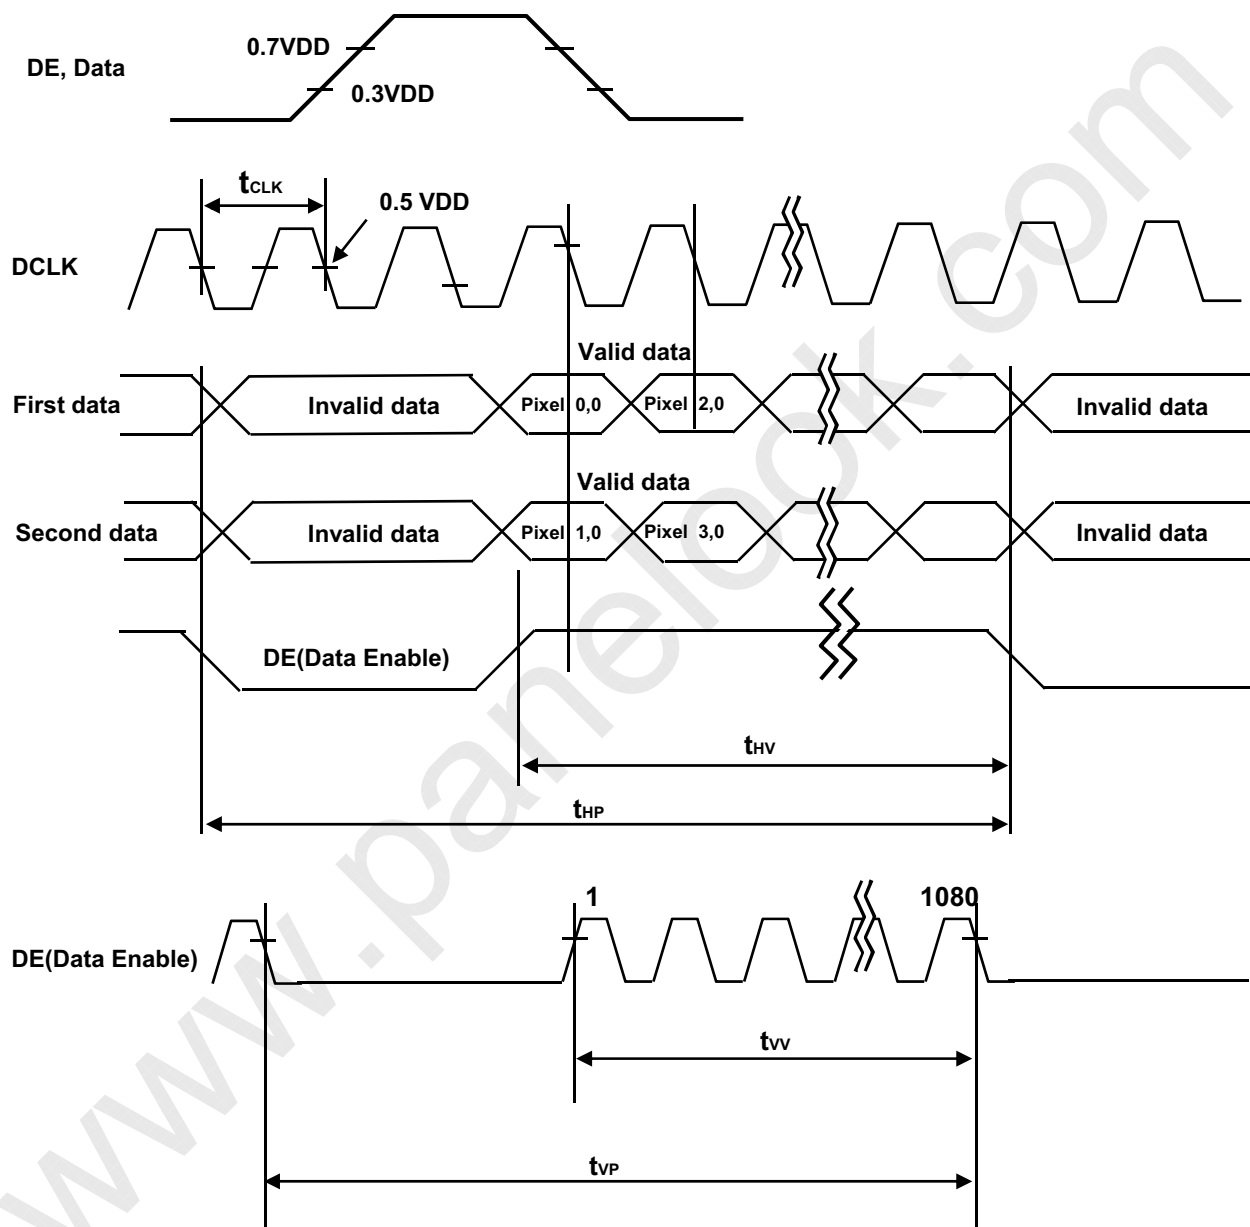 0.7VDD
DE, Data
0.3VDD
tCLK
0.5 VDD
DCLK
Valid data
First data
Invalid data
Pixel 0,0
Pixel 2,0
Invalid data
Valid data
Second data
Invalid data
Pixel 1,0
Pixel 3,0
Invalid data
DE(Data Enable)
tHV
tHP
1
1080
DE(Data Enable)
tVV
tVP
www.panelook.com